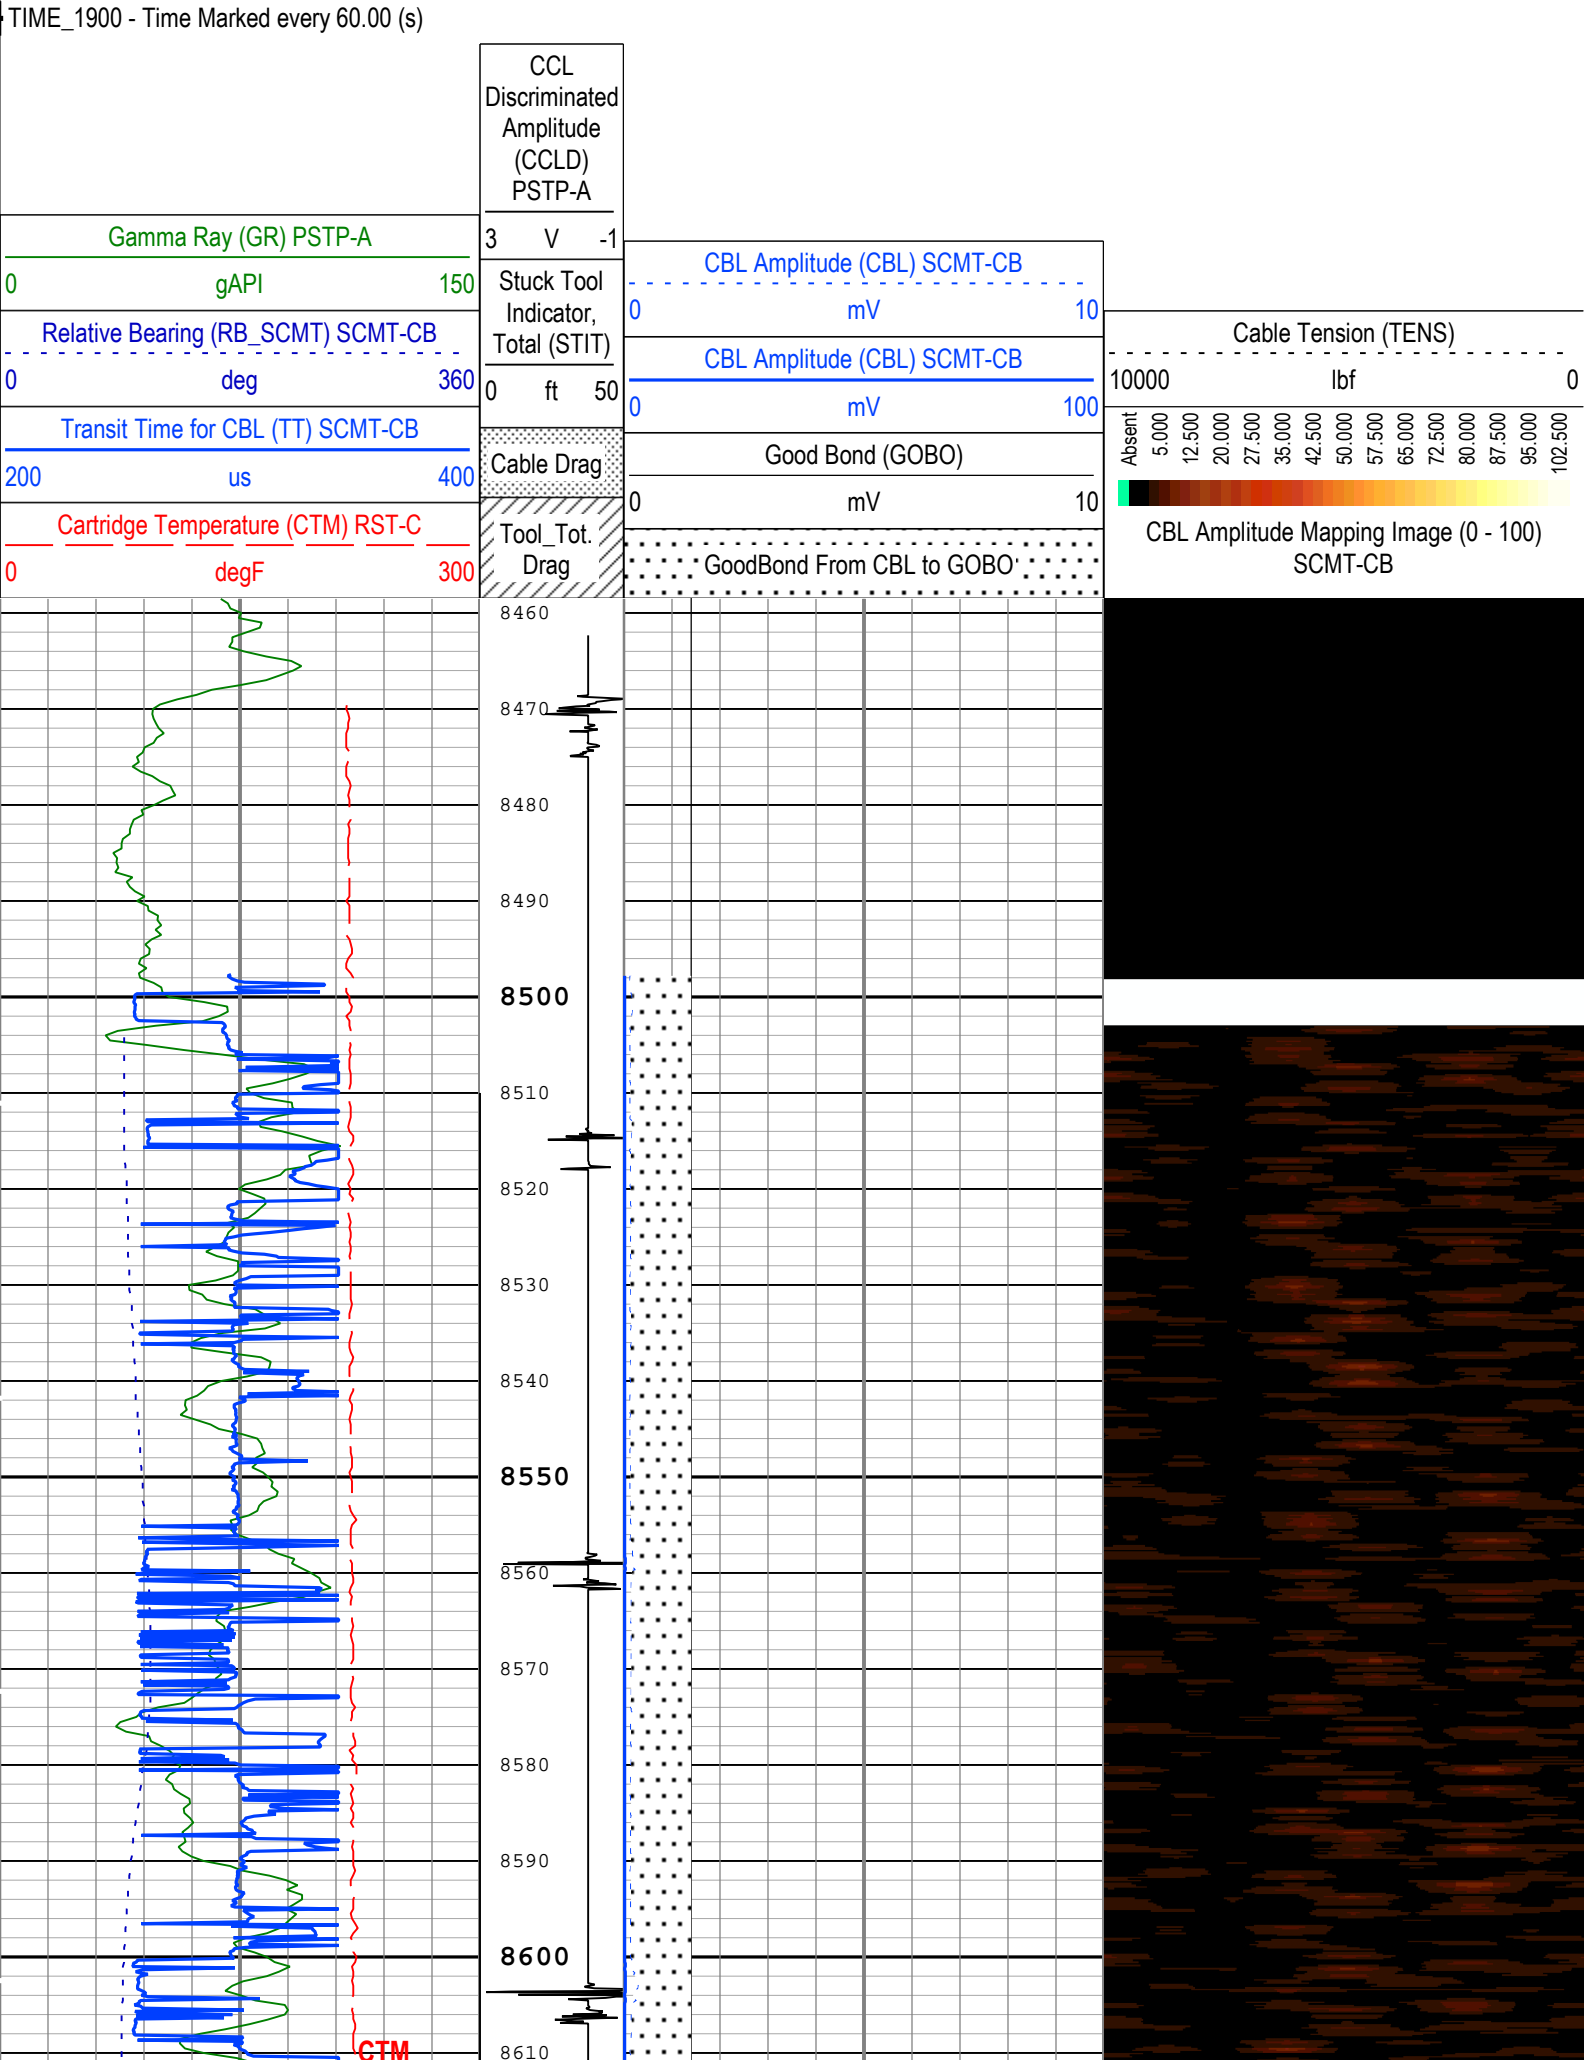 TIME_1900 - Time Marked every 60.00 (s)
CCL
Discriminated
Amplitude
(CCLD)
PSTP-A
3 V -1
Stuck Tool
Indicator,
Total (STIT)
0 ft 50
Cable Drag
Tool_Tot.
Drag
Gamma Ray (GR) PSTP-A
0 gAPI 150
Relative Bearing (RB_SCMT) SCMT-CB
0 deg 360
Transit Time for CBL (TT) SCMT-CB
200 us 400
Cartridge Temperature (CTM) RST-C
0 degF 300
CBL Amplitude (CBL) SCMT-CB
0 mV 10
CBL Amplitude (CBL) SCMT-CB
0 mV 100
Good Bond (GOBO)
0 mV 10
GoodBond From CBL to GOBO
Cable Tension (TENS)
10000 lbf 0
Absent
5.000
12.500
20.000
27.500
35.000
42.500
50.000
57.500
65.000
72.500
80.000
87.500
95.000
102.500
CBL Amplitude Mapping Image (0 - 100)
SCMT-CB
8460
8470
8480
8490
8500
8510
8520
8530
8540
8550
8560
8570
8580
8590
8600
CTM
8610